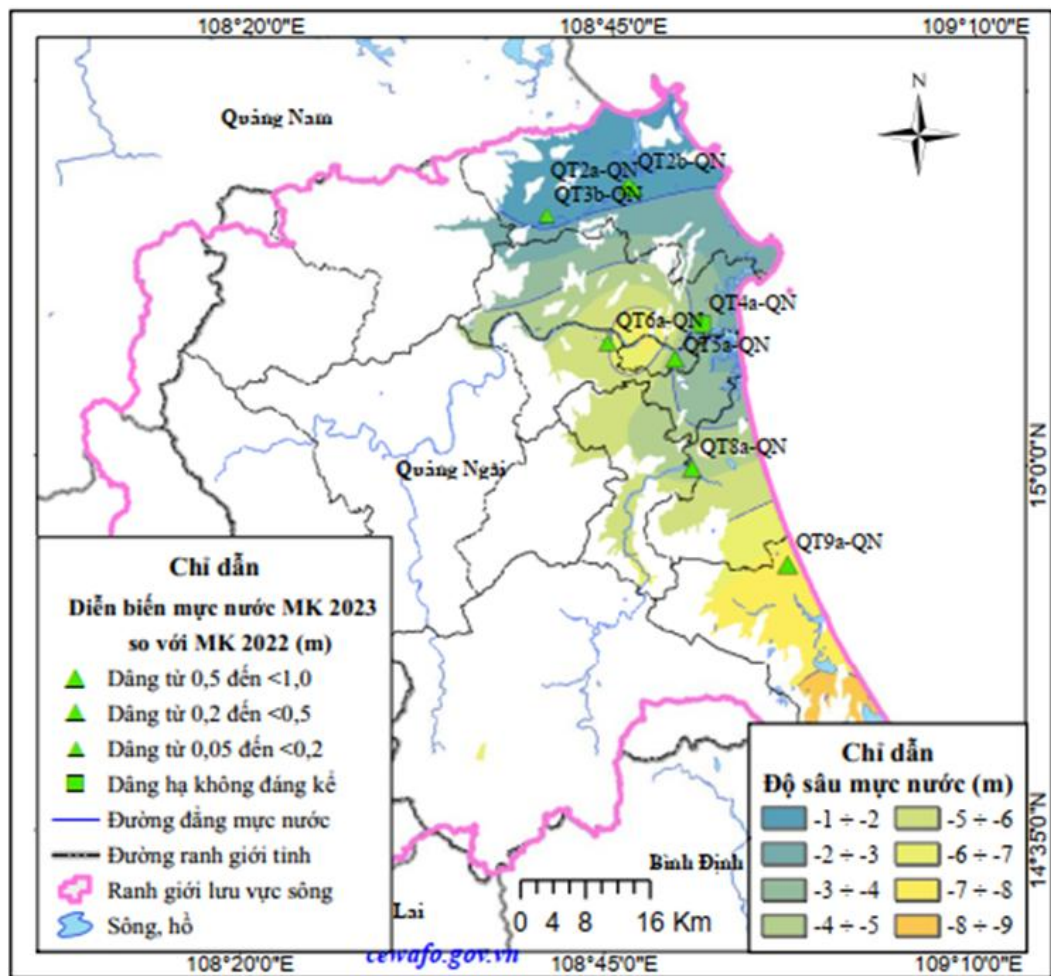 108°20'0"E
108°45'0"E
109°10'0"E
N
Quảng Nam
QT2b-QN
QT2a-QN
QT3b-QN
QT4a-QN
QT6a-QN
QT5a-QN
QT8a-QN
Quảng Ngãi
15°0'0"N
QT9a-QN
Chỉ dẫn
Diễn biến mực nước MK 2023
so với MK 2022 (m)
Dâng từ 0,5 đến <1,0
Dâng từ 0,2 đến <0,5
Dâng từ 0,05 đến <0,2
Dâng hạ không đáng kể
Đường đẳng mực nước
Đường ranh giới tỉnh
Ranh giới lưu vực sông
Sông, hồ
Chỉ dẫn
Độ sâu mực nước (m)
-1 ÷ -2
-5 ÷ -6
-2 ÷ -3
-6 ÷ -7
-3 ÷ -4
-7 ÷ -8
-4 ÷ -5
-8 ÷ -9
14°35'0"N
Bình Định
Lai
0 4 8 16 Km
cewafo.gov.vn
108°20'0"E
108°45'0"E
109°10'0"E